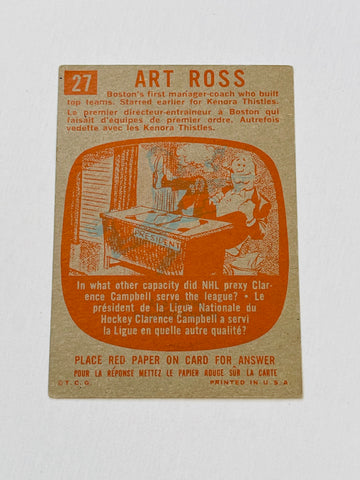 27
ART ROSS
Boston's first manager-coach who built
top teams. Starred earlier for Kenora Thistles.
Le premier directeur-entraîneur à Boston qui
faisait d'équipes de premier ordre. Autrefois
vedette avec les Kenora Thistles.
PRESIDENT
In what other capacity did NHL prexy Clar-
ence Campbell serve the league? • Le
président de la Ligue Nationale du
Hockey Clarence Campbell a servi
la Ligue en quelle autre qualité?
PLACE RED PAPER ON CARD FOR ANSWER
POUR LA RÉPONSE METTEZ LE PAPIER ROUGE SUR LA CARTE
© T.C.G. PRINTED IN U.S.A.